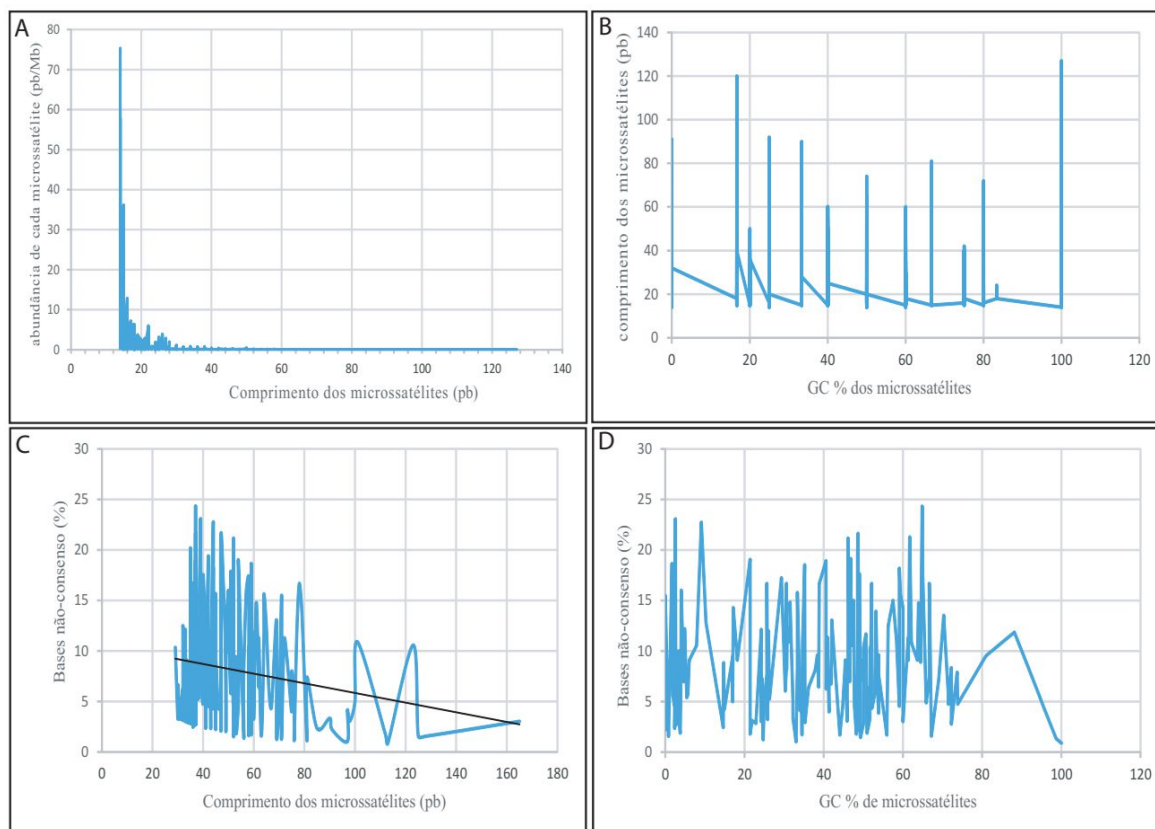 A
80
70
60
50
40
30
20
10
0
abundância de cada microssatélite (pb/Mb)
20 40 60 80 100 120 140
Comprimento dos microssatélites (pb)
B
140
120
100
80
60
40
20
0
comprimento dos microssatélites (pb)
0 20 40 60 80 100 120
GC % dos microssatélites
C
30
25
20
15
10
5
0
Bases não-consenso (%)
0 20 40 60 80 100 120 140 160 180
Comprimento dos microssatélites (pb)
D
30
25
20
15
10
5
0
Bases não-consenso (%)
0 20 40 60 80 100 120
GC % de microssatélites